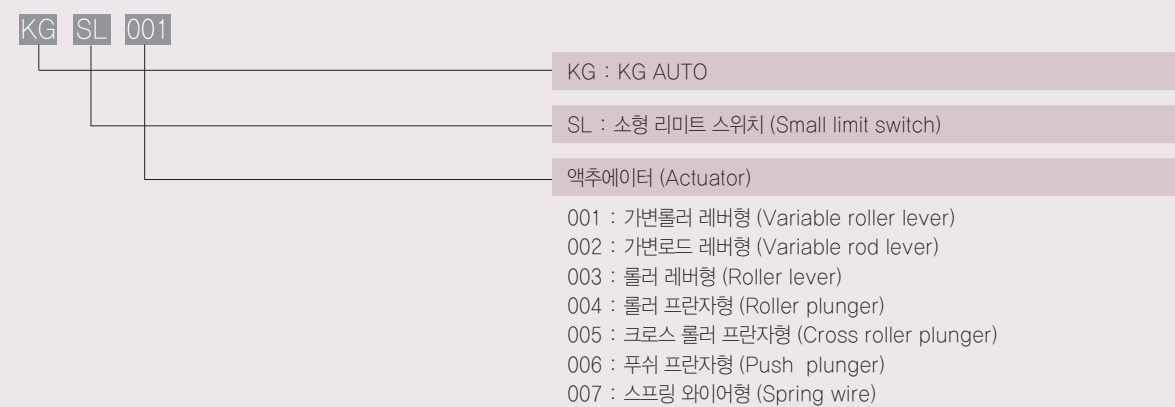 KG SL 001
KG : KG AUTO
SL : 소형 리미트 스위치 (Small limit switch)
액추에이터 (Actuator)
001 : 가변롤러 레버형 (Variable roller lever)
002 : 가변로드 레버형 (Variable rod lever)
003 : 롤러 레버형 (Roller lever)
004 : 롤러 프란자형 (Roller plunger)
005 : 크로스 롤러 프란자형 (Cross roller plunger)
006 : 푸쉬 프란자형 (Push plunger)
007 : 스프링 와이어형 (Spring wire)